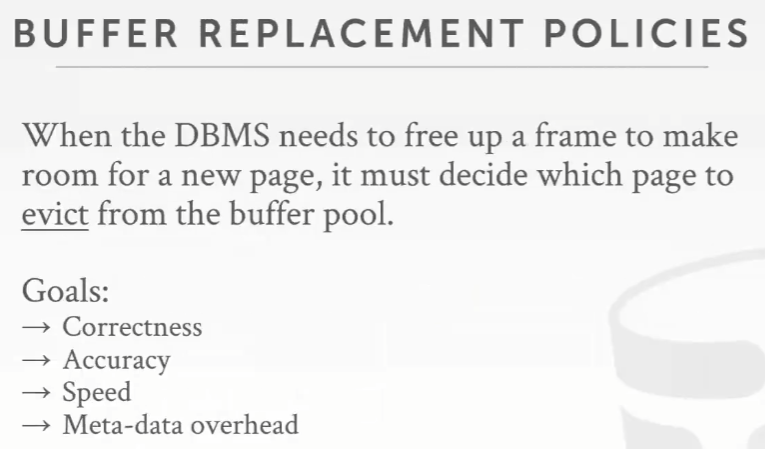 BUFFER REPLACEMENT POLICIES
When the DBMS needs to free up a frame to make
room for a new page, it must decide which page to
evict from the buffer pool.
Goals:
→ Correctness
→ Accuracy
→ Speed
→ Meta-data overhead